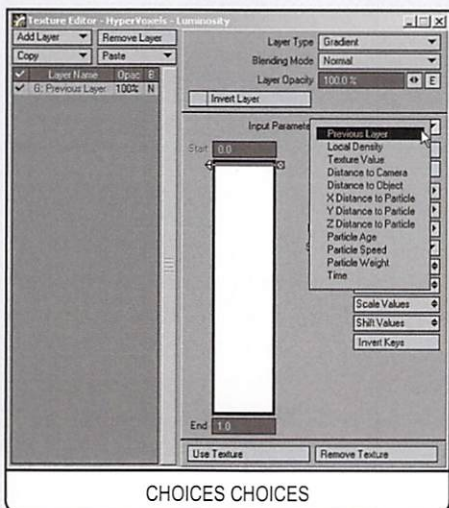 Texture Editor - HyperVoxels - Luminosity
Add Layer
Remove Layer
Copy
Paste
Layer Name Opac B
G: Previous Layer 100% N
Layer Type Gradient
Blending Mode Normal
Layer Opacity 100.0 % E
Invert Layer
Input Parameter
Previous Layer
Local Density
Texture Value
Distance to Camera
Distance to Object
X Distance to Particle
Y Distance to Particle
Z Distance to Particle
Particle Age
Particle Speed
Particle Weight
Time
Start 0.0
Scale Values
Shift Values
Invert Keys
End 1.0
Use Texture
Remove Texture
CHOICES CHOICES